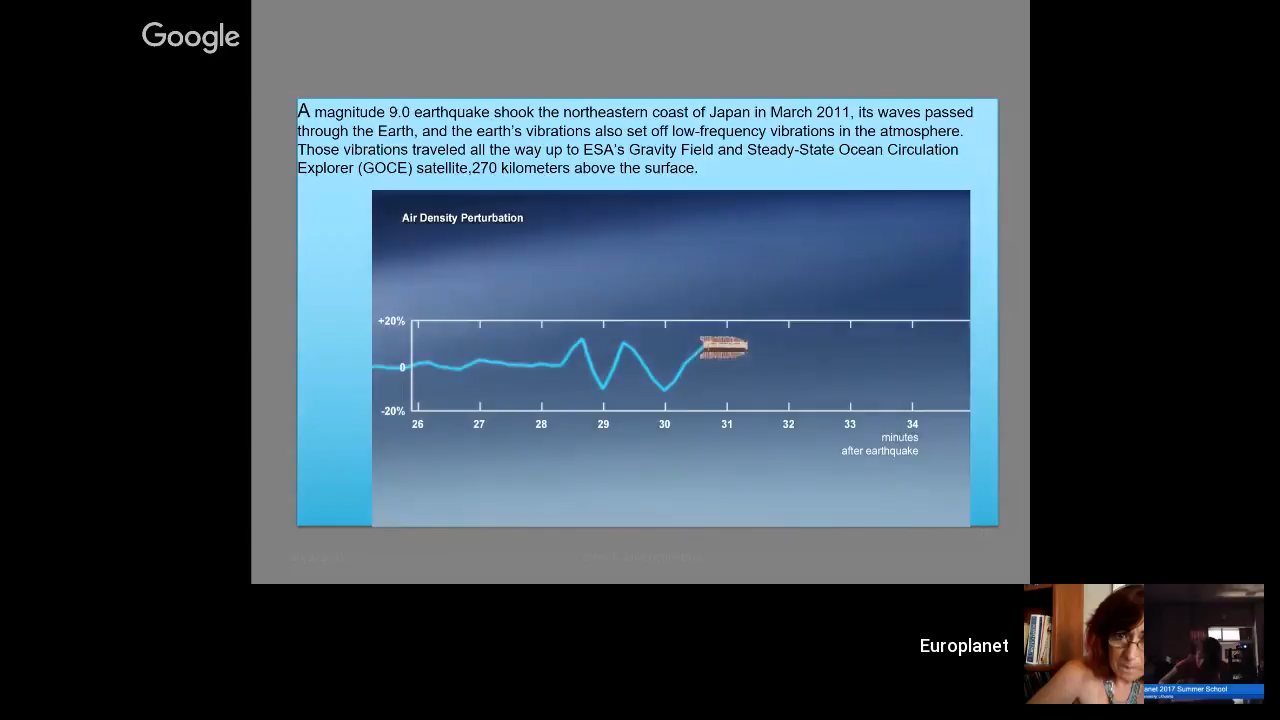 Google
A magnitude 9.0 earthquake shook the northeastern coast of Japan in March 2011, its waves passed
through the Earth, and the earth's vibrations also set off low-frequency vibrations in the atmosphere.
Those vibrations traveled all the way up to ESA's Gravity Field and Steady-State Ocean Circulation
Explorer (GOCE) satellite,270 kilometers above the surface.
Air Density Perturbation
+20%
0
-20%
26 27 28 29 30 31 32 33 34
minutes
after earthquake
Europlanet
anet 2017 Summer School